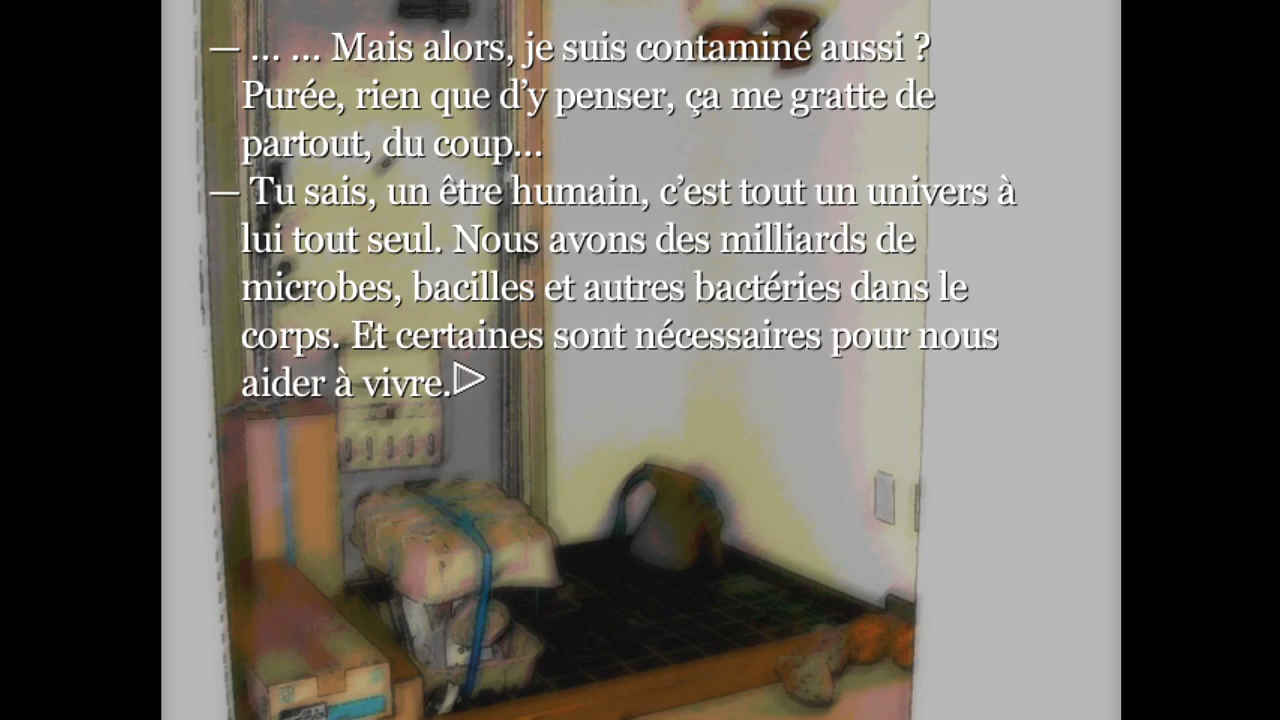 — ... ... Mais alors, je suis contaminé aussi ?
Purée, rien que d’y penser, ça me gratte de
partout, du coup...
— Tu sais, un être humain, c’est tout un univers à
lui tout seul. Nous avons des milliards de
microbes, bacilles et autres bactéries dans le
corps. Et certaines sont nécessaires pour nous
aider à vivre.